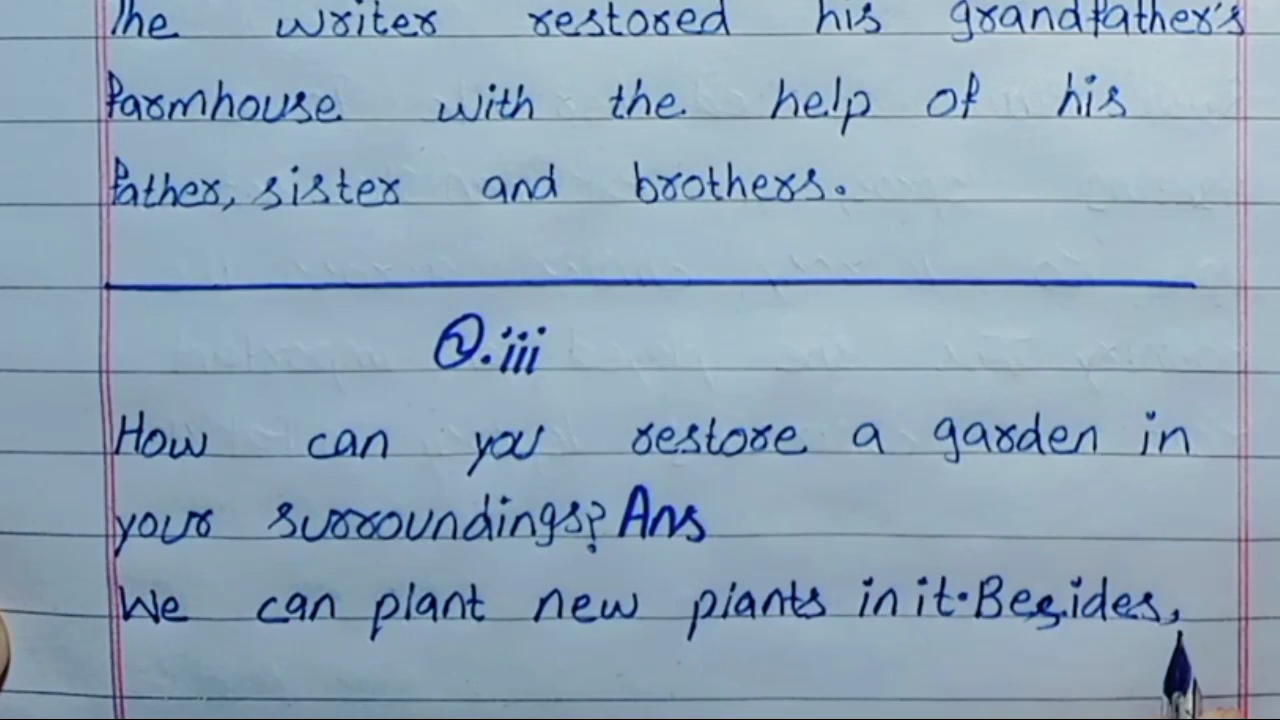 The writer restored his grandfather's
farmhouse with the help of his
father, sister and brothers.
Q.iii
How can you restore a garden in
your surroundings? Ans
We can plant new plants in it. Besides,